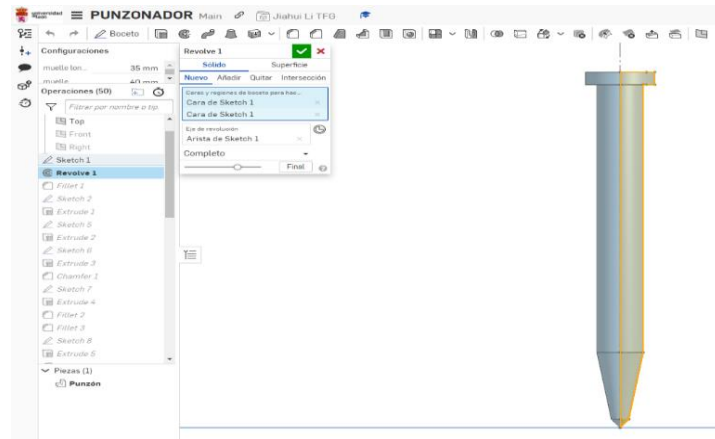 PUNZONADOR Main Jiahui Li TFG
Boceto
Configuraciones
muelle lon... 35 mm
muelle 40 mm
Operaciones (50)
Filtrar por nombre o tip
Top
Front
Right
Sketch 1
Revolve 1
Fillet 1
Sketch 2
Extrude 1
Sketch 5
Extrude 2
Sketch 6
Extrude 3
Chamfer 1
Sketch 7
Extrude 4
Fillet 2
Fillet 3
Sketch 8
Extrude 5
Piezas (1)
Punzón
Revolve 1
Sólido Superficie
Nuevo Añadir Quitar Intersección
Caras y regiones de boceto para hac...
Cara de Sketch 1
Cara de Sketch 1
Eje de revolución
Arista de Sketch 1
Completo
Final